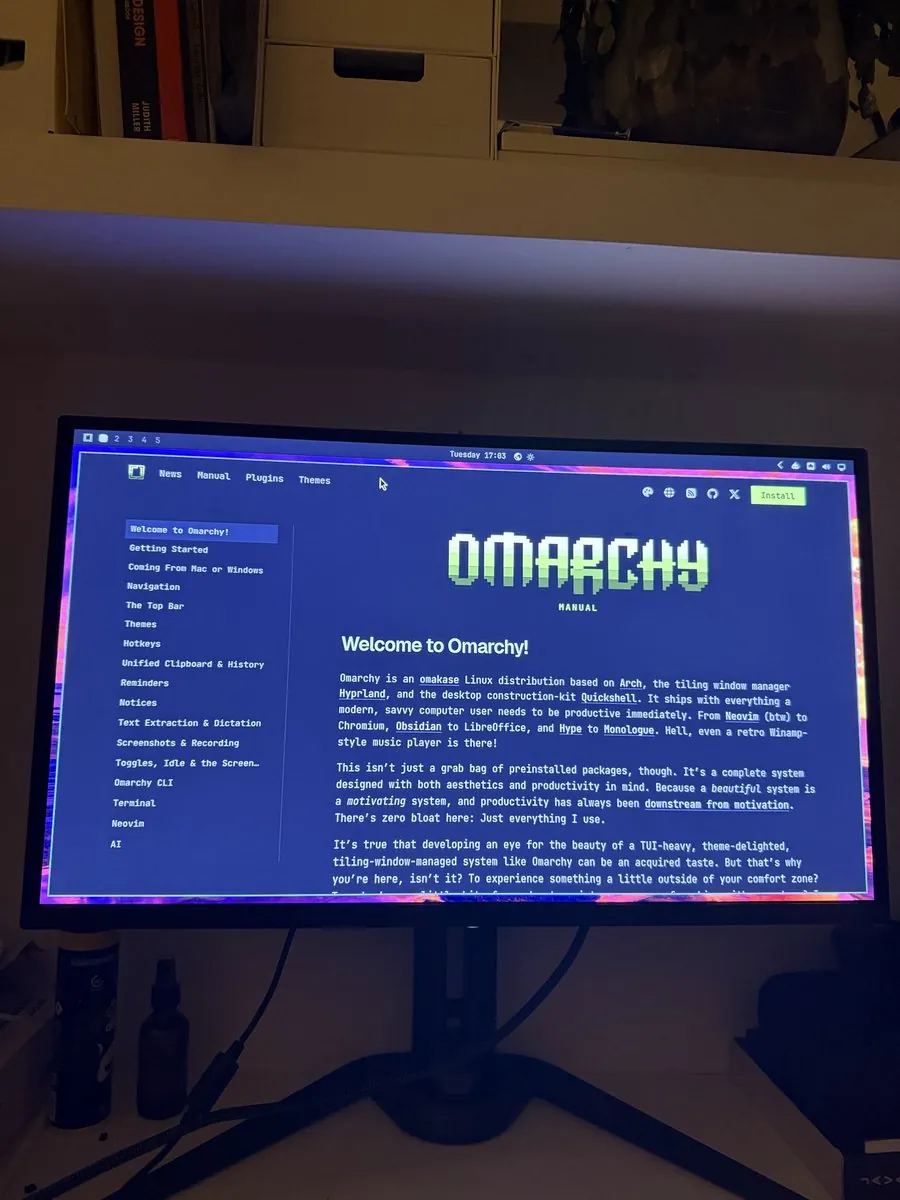 DESIGN
JUDITH
MILLER
2 3 4 5
Tuesday 17:03
News Manual Plugins Themes
Install
Welcome to Omarchy!
Getting Started
Coming From Mac or Windows
Navigation
The Top Bar
Themes
Hotkeys
Unified Clipboard & History
Reminders
Notices
Text Extraction & Dictation
Screenshots & Recording
Toggles, Idle & the Screen…
Omarchy CLI
Terminal
Neovim
AI
OMARCHY
MANUAL
Welcome to Omarchy!
Omarchy is an omakase Linux distribution based on Arch, the tiling window manager
Hyprland, and the desktop construction-kit Quickshell. It ships with everything a
modern, savvy computer user needs to be productive immediately. From Neovim (btw) to
Chromium, Obsidian to LibreOffice, and Hype to Monologue. Hell, even a retro Winamp-
style music player is there!
This isn't just a grab bag of preinstalled packages, though. It's a complete system
designed with both aesthetics and productivity in mind. Because a beautiful system is
a motivating system, and productivity has always been downstream from motivation.
There's zero bloat here: Just everything I use.
It's true that developing an eye for the beauty of a TUI-heavy, theme-delighted,
tiling-window-managed system like Omarchy can be an acquired taste. But that's why
you're here, isn't it? To experience something a little outside of your comfort zone?